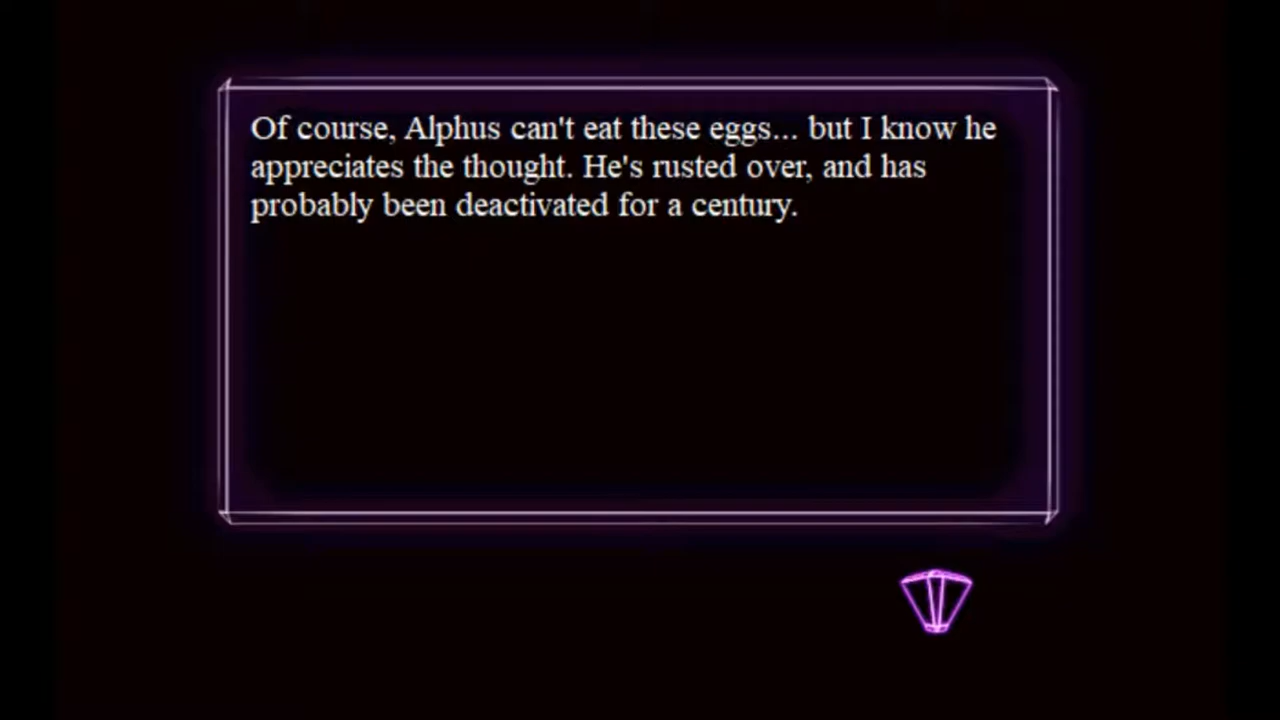 Of course, Alphus can't eat these eggs... but I know he
appreciates the thought. He's rusted over, and has
probably been deactivated for a century.